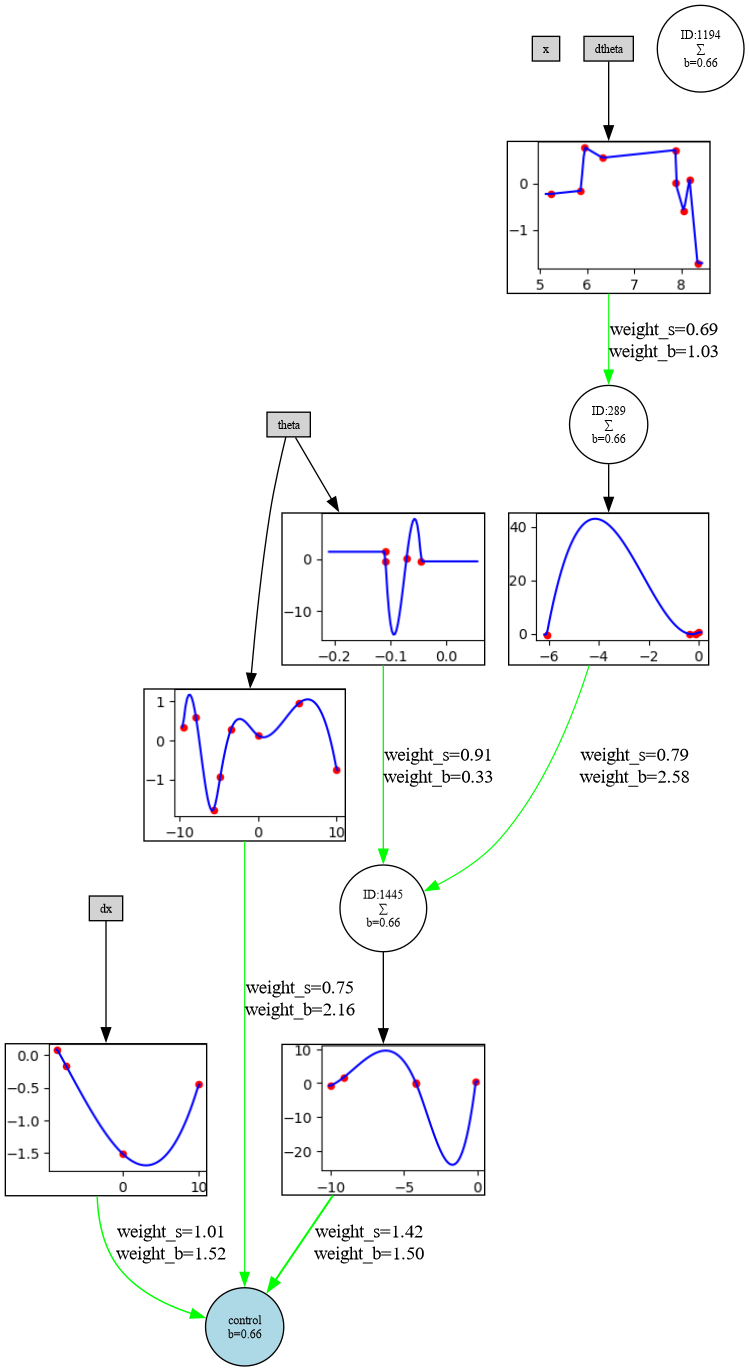 x
dtheta
ID:1194
∑
b=0.66
0
−1
5 6 7 8
weight_s=0.69
weight_b=1.03
ID:289
∑
b=0.66
theta
0
−10
−0.2 −0.1 0.0
40
20
0
−6 −4 −2 0
weight_s=0.91
weight_b=0.33
weight_s=0.79
weight_b=2.58
1
0
−1
−10 0 10
ID:1445
∑
b=0.66
dx
weight_s=0.75
weight_b=2.16
0.0
−0.5
−1.0
−1.5
0 10
10
0
−10
−20
−10 −5 0
weight_s=1.01
weight_b=1.52
weight_s=1.42
weight_b=1.50
control
b=0.66